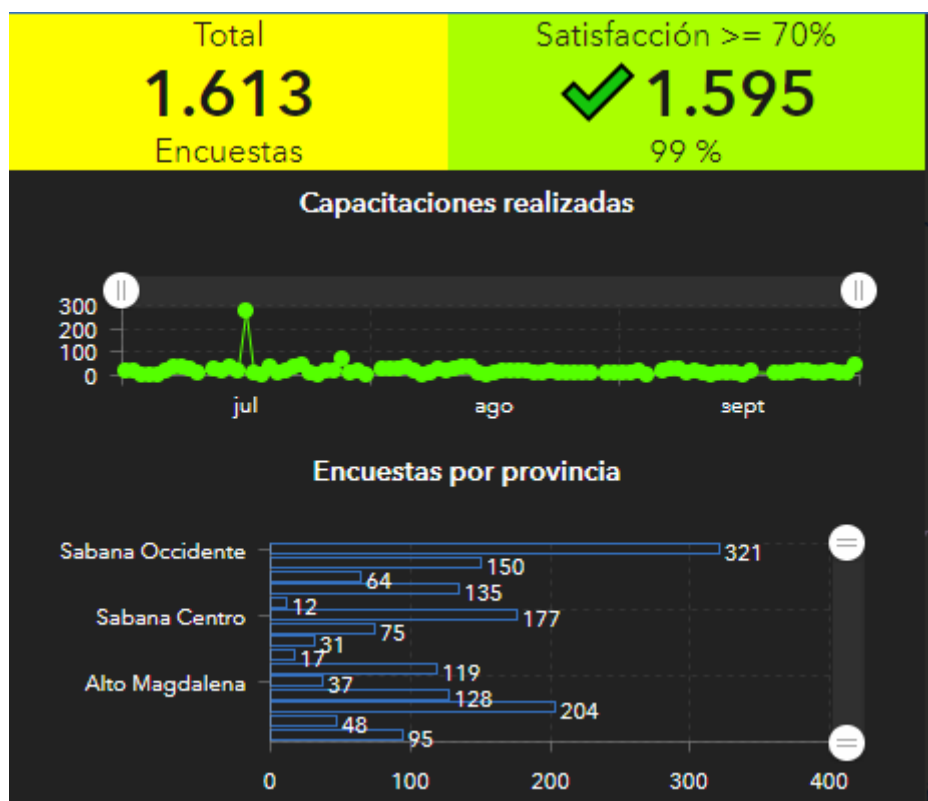 Total
1.613
Encuestas
Satisfacción >= 70%
1.595
99 %
Capacitaciones realizadas
300
200
100
0
jul ago sept
Encuestas por provincia
Sabana Occidente 321
150
64
135
12
Sabana Centro 177
75
31
17
119
Alto Magdalena 37
128
204
48
95
0 100 200 300 400